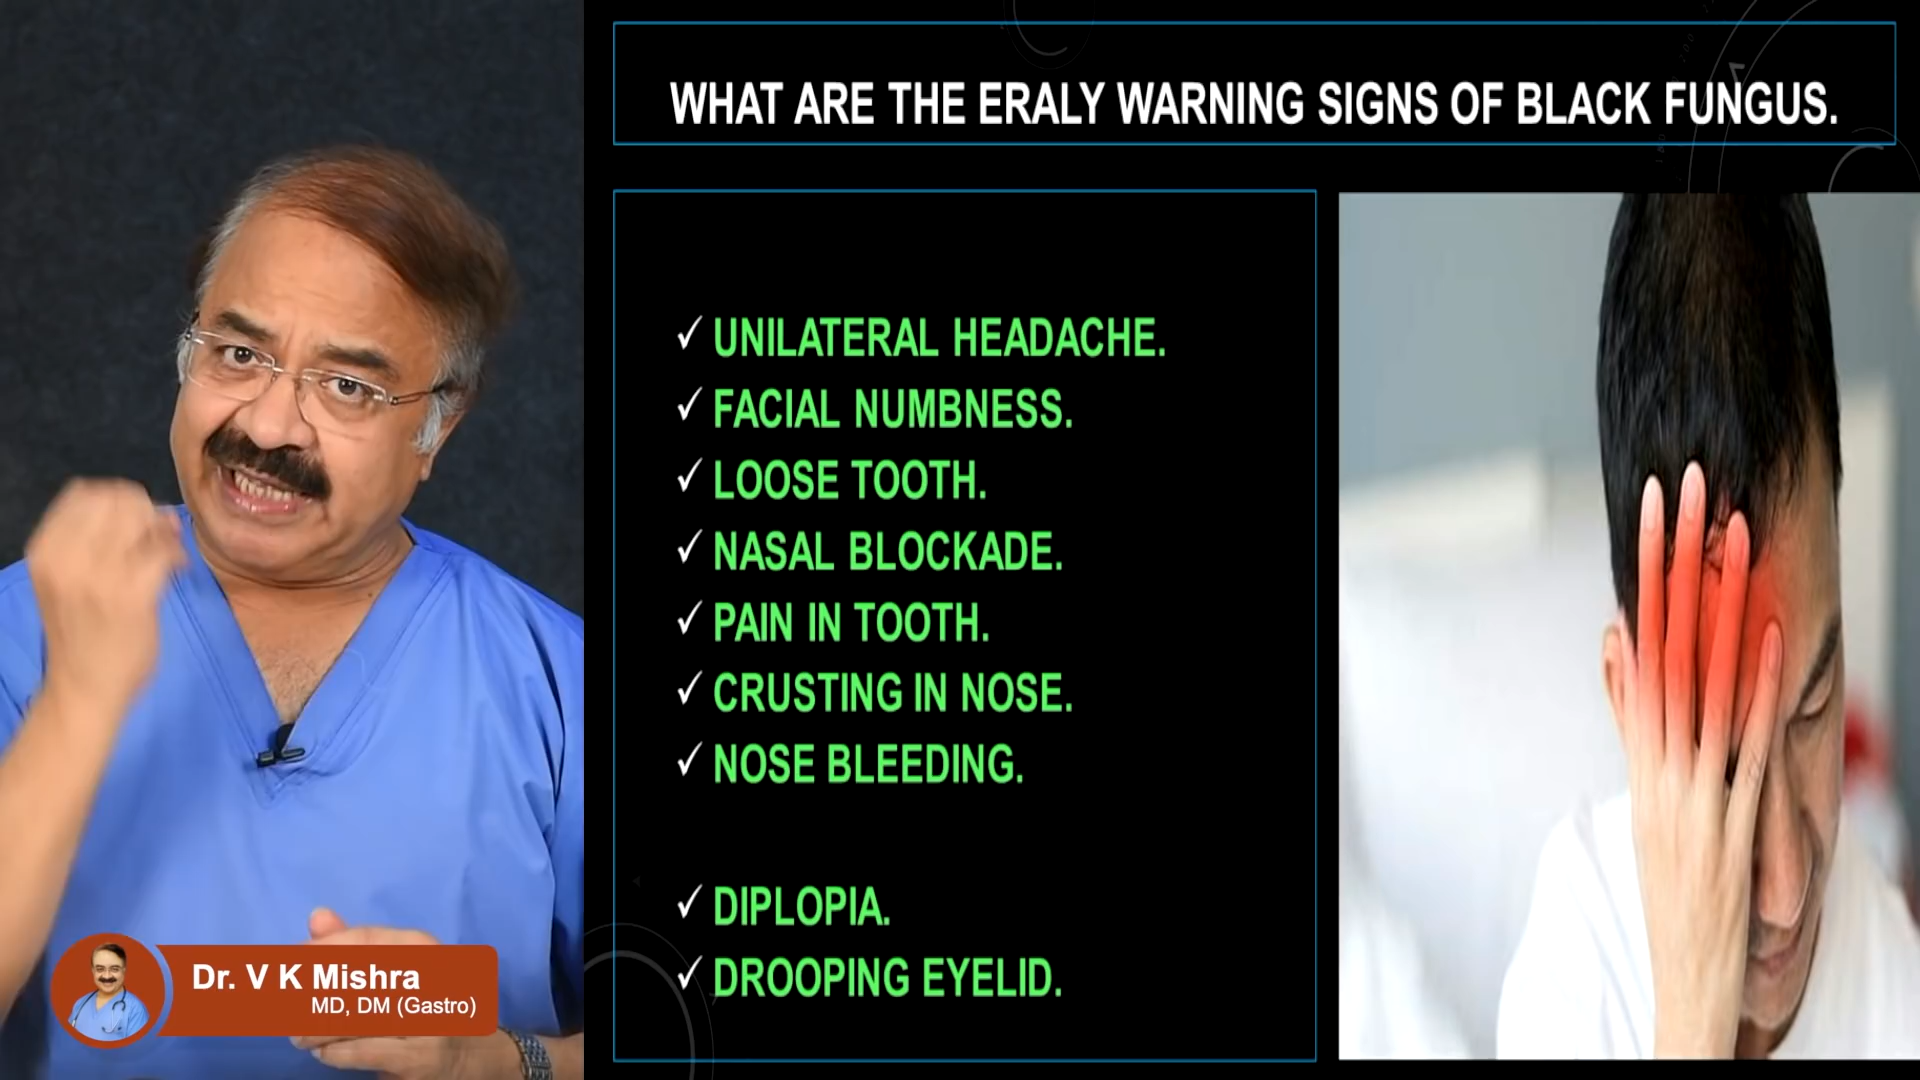 WHAT ARE THE ERALY WARNING SIGNS OF BLACK FUNGUS.
✓ UNILATERAL HEADACHE.
✓ FACIAL NUMBNESS.
✓ LOOSE TOOTH.
✓ NASAL BLOCKADE.
✓ PAIN IN TOOTH.
✓ CRUSTING IN NOSE.
✓ NOSE BLEEDING.
✓ DIPLOPIA.
✓ DROOPING EYELID.
Dr. V K Mishra
MD, DM (Gastro)